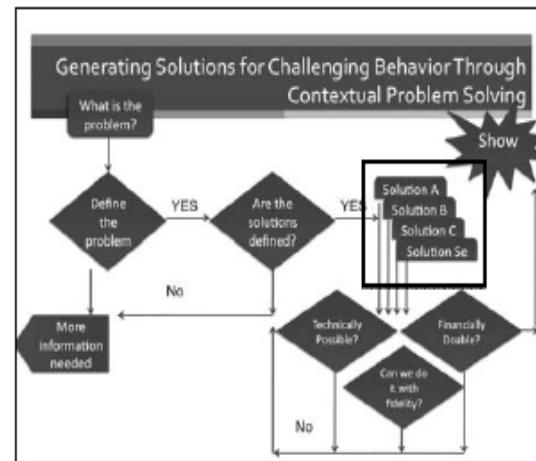 Generating Solutions for Challenging Behavior Through
Contextual Problem Solving
What is the
problem?
Show
Define
the
problem
YES
Are the
solutions
defined?
YES
Solution A
Solution B
Solution C
Solution Se
No
More
information
needed
Technically
Possible?
Financially
Doable?
Can we do
it with
fidelity?
No